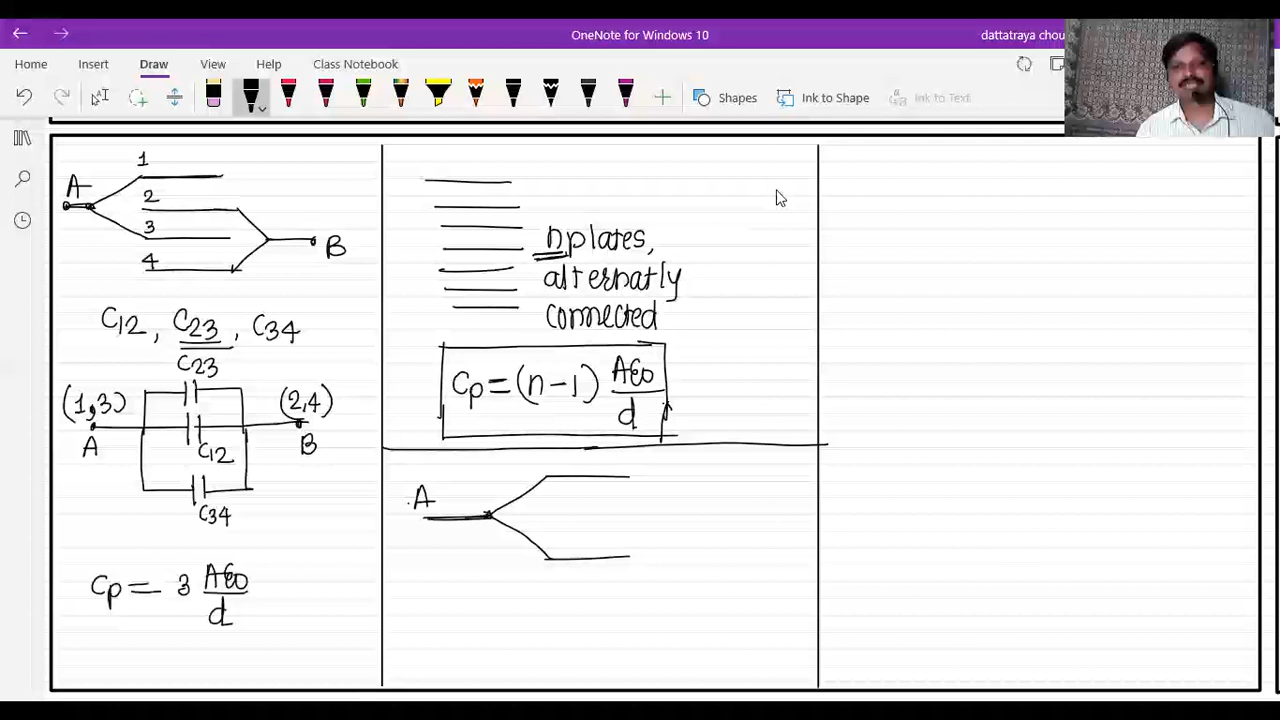 OneNote for Windows 10
dattatraya chou
Home Insert Draw View Help Class Notebook
Shapes Ink to Shape Ink to Text
1
A
2
3
4
B
C12, C23, C34
C23
(1,3) (2,4)
A B
C12
C34
Cp = 3 Aε0/d
nplates,
alternatly
connected
Cp = (n-1) Aε0/d
A